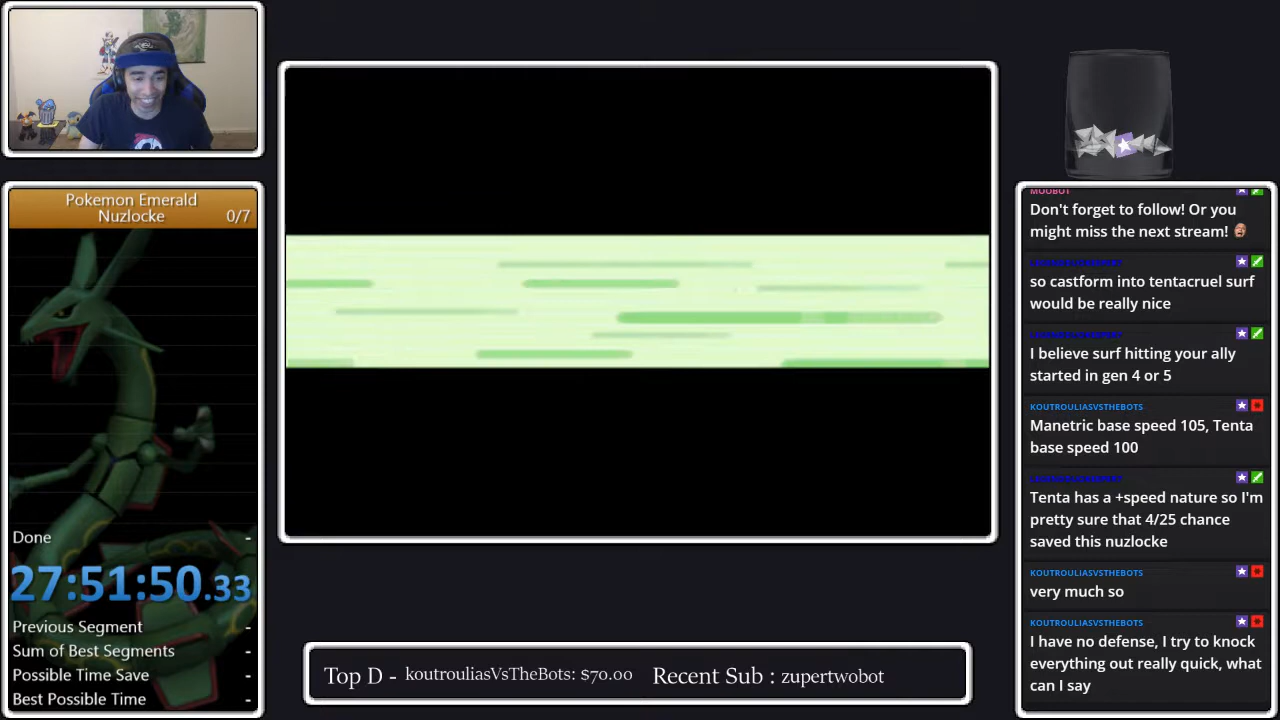 Pokemon Emerald
Nuzlocke
0/7
Done -
27:51:50.33
Previous Segment -
Sum of Best Segments -
Possible Time Save -
Best Possible Time -
Top D - koutrouliasVsTheBots: $70.00 Recent Sub : zupertwobot
MOOBOT
Don't forget to follow! Or you
might miss the next stream!
so castform into tentacruel surf
would be really nice
I believe surf hitting your ally
started in gen 4 or 5
KOUTROULIASVSTHEBOTS
Manetric base speed 105, Tenta
base speed 100
Tenta has a +speed nature so I'm
pretty sure that 4/25 chance
saved this nuzlocke
KOUTROULIASVSTHEBOTS
very much so
KOUTROULIASVSTHEBOTS
I have no defense, I try to knock
everything out really quick, what
can I say